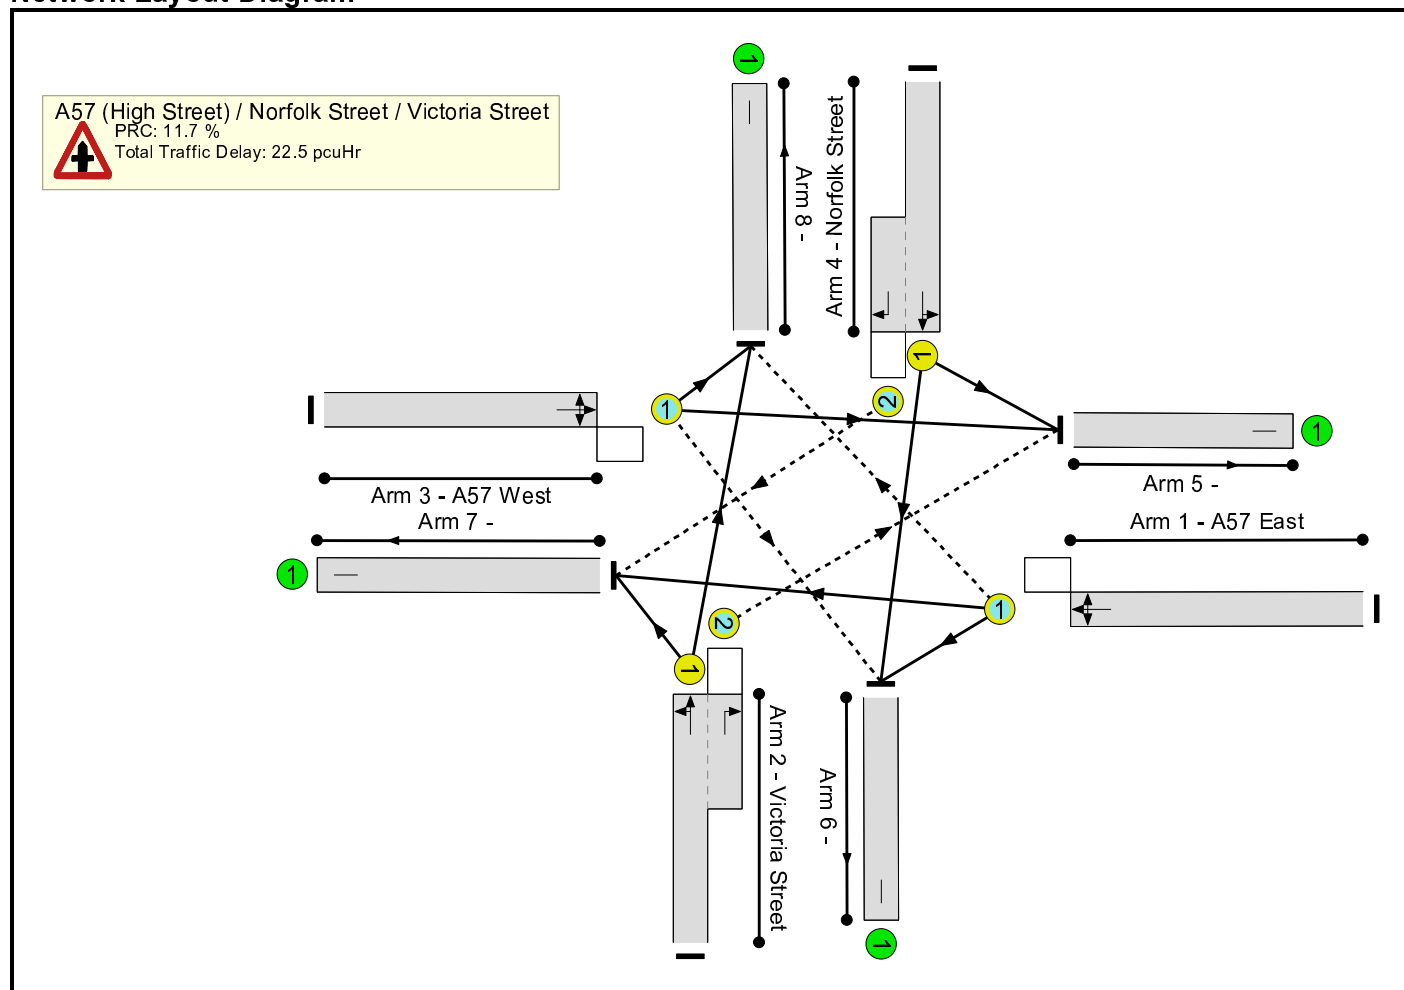 Network Layout Diagram
A57 (High Street) / Norfolk Street / Victoria Street
PRC: 11.7 %
Total Traffic Delay: 22.5 pcuHr
1
Arm 8 -
Arm 4 - Norfolk Street
1
2
1
1
Arm 5 -
Arm 3 - A57 West
Arm 7 -
Arm 1 - A57 East
1
1
2
1
Arm 2 - Victoria Street
Arm 6 -
1